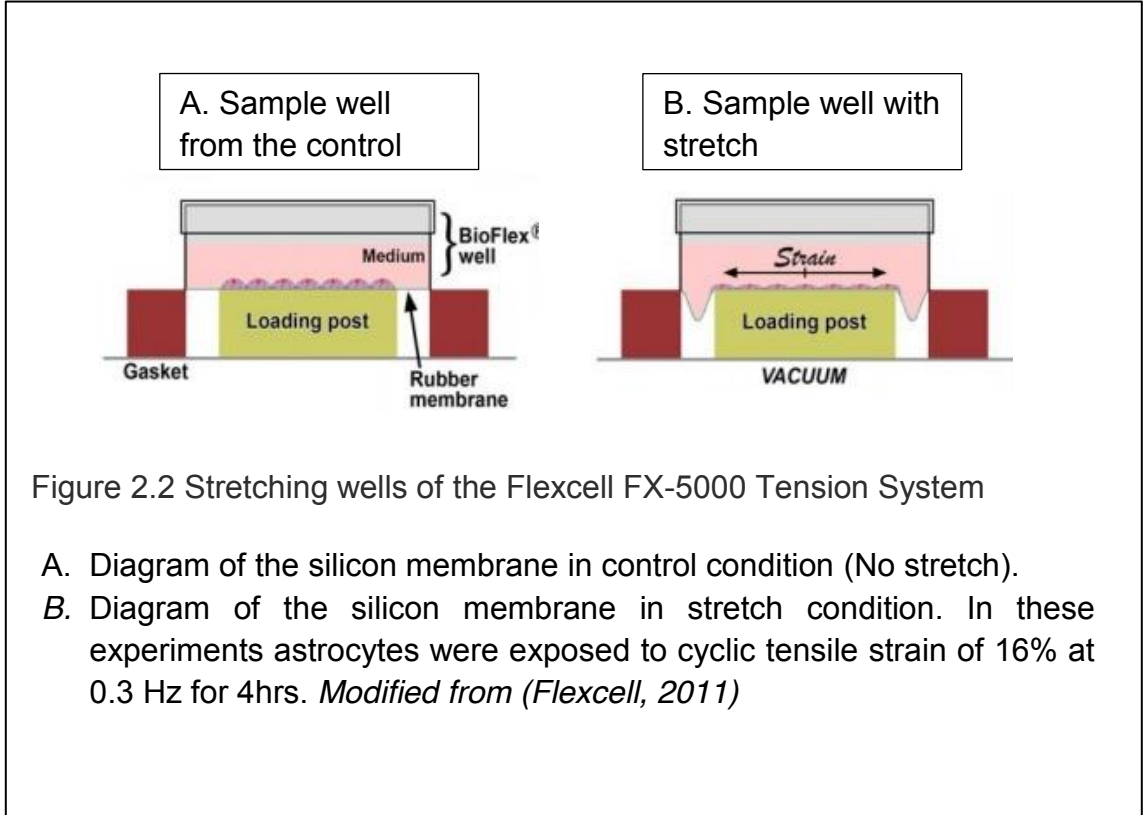 A. Sample well
from the control
B. Sample well with
stretch
Medium
BioFlex®
well
Loading post
Gasket
Rubber
membrane
Strain
Loading post
VACUUM
Figure 2.2 Stretching wells of the Flexcell FX-5000 Tension System
A. Diagram of the silicon membrane in control condition (No stretch).
B. Diagram of the silicon membrane in stretch condition. In these
experiments astrocytes were exposed to cyclic tensile strain of 16% at
0.3 Hz for 4hrs. Modified from (Flexcell, 2011)